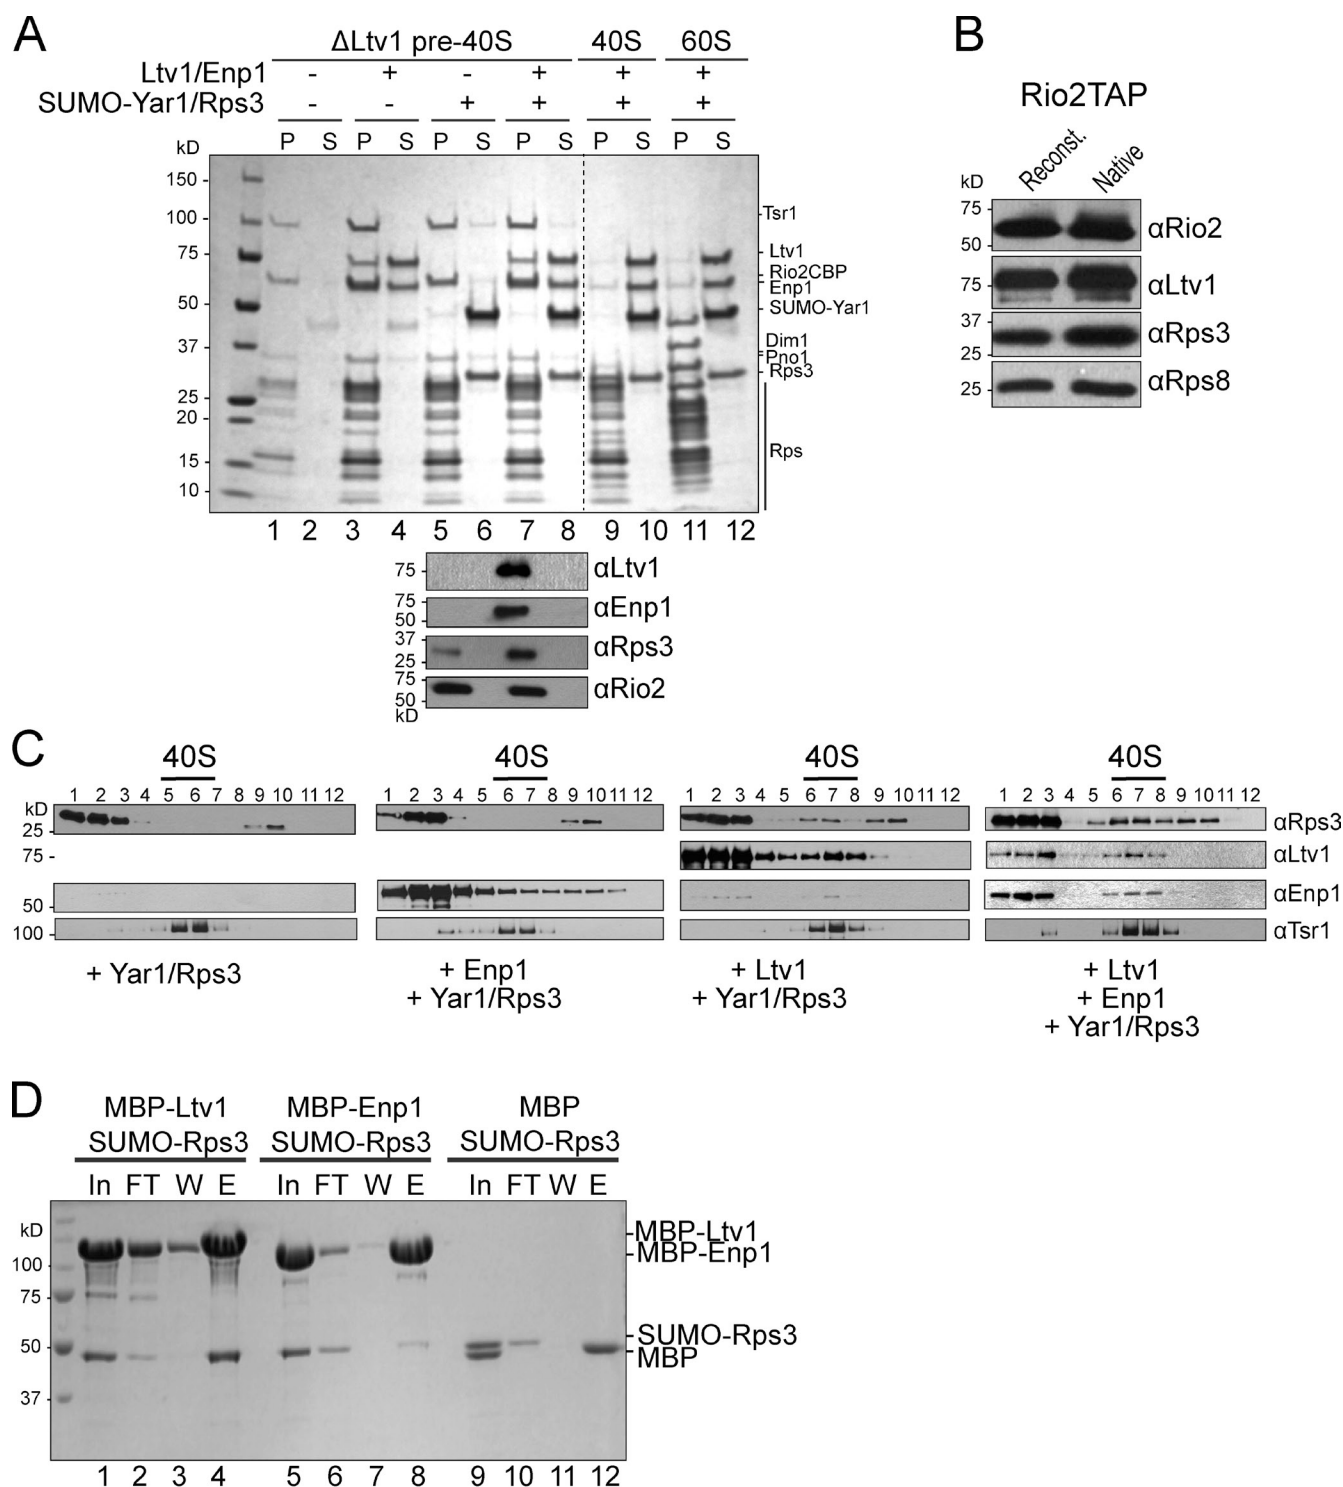 A
ΔLtv1 pre-40S 40S 60S
Ltv1/Enp1 - + - + + +
SUMO-Yar1/Rps3 - - + + + +
kD P S P S P S P S P S P S
150
100
75
50
37
25
20
15
10
Tsr1
Ltv1
Rio2CBP
Enp1
SUMO-Yar1
Dim1
Pno1
Rps3
Rps
1 2 3 4 5 6 7 8 9 10 11 12
75 αLtv1
75
50 αEnp1
37
25 αRps3
75
50 αRio2
kD
B
Rio2TAP
kD Reconst. Native
75
50 αRio2
75 αLtv1
37
25 αRps3
25 αRps8
C
40S 40S 40S 40S
kD 1 2 3 4 5 6 7 8 9 10 11 12 1 2 3 4 5 6 7 8 9 10 11 12 1 2 3 4 5 6 7 8 9 10 11 12 1 2 3 4 5 6 7 8 9 10 11 12
25 αRps3
75 αLtv1
50 αEnp1
100 αTsr1
+ Yar1/Rps3
+ Enp1
+ Yar1/Rps3
+ Ltv1
+ Yar1/Rps3
+ Ltv1
+ Enp1
+ Yar1/Rps3
D
MBP-Ltv1 MBP-Enp1 MBP
SUMO-Rps3 SUMO-Rps3 SUMO-Rps3
In FT W E In FT W E In FT W E
kD
100
75
50
37
MBP-Ltv1
MBP-Enp1
SUMO-Rps3
MBP
1 2 3 4 5 6 7 8 9 10 11 12